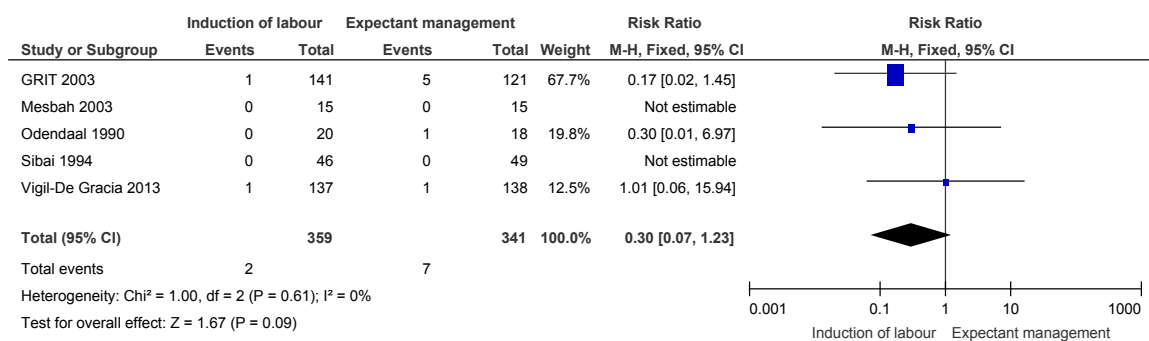 Induction of labour Expectant management Risk Ratio Risk Ratio
Study or Subgroup Events Total Events Total Weight M-H, Fixed, 95% CI M-H, Fixed, 95% CI
GRIT 2003 1 141 5 121 67.7% 0.17 [0.02, 1.45]
Mesbah 2003 0 15 0 15 Not estimable
Odendaal 1990 0 20 1 18 19.8% 0.30 [0.01, 6.97]
Sibai 1994 0 46 0 49 Not estimable
Vigil-De Gracia 2013 1 137 1 138 12.5% 1.01 [0.06, 15.94]
Total (95% CI) 359 341 100.0% 0.30 [0.07, 1.23]
Total events 2 7
Heterogeneity: Chi² = 1.00, df = 2 (P = 0.61); I² = 0%
Test for overall effect: Z = 1.67 (P = 0.09)
0.001 0.1 1 10 1000
Induction of labour Expectant management